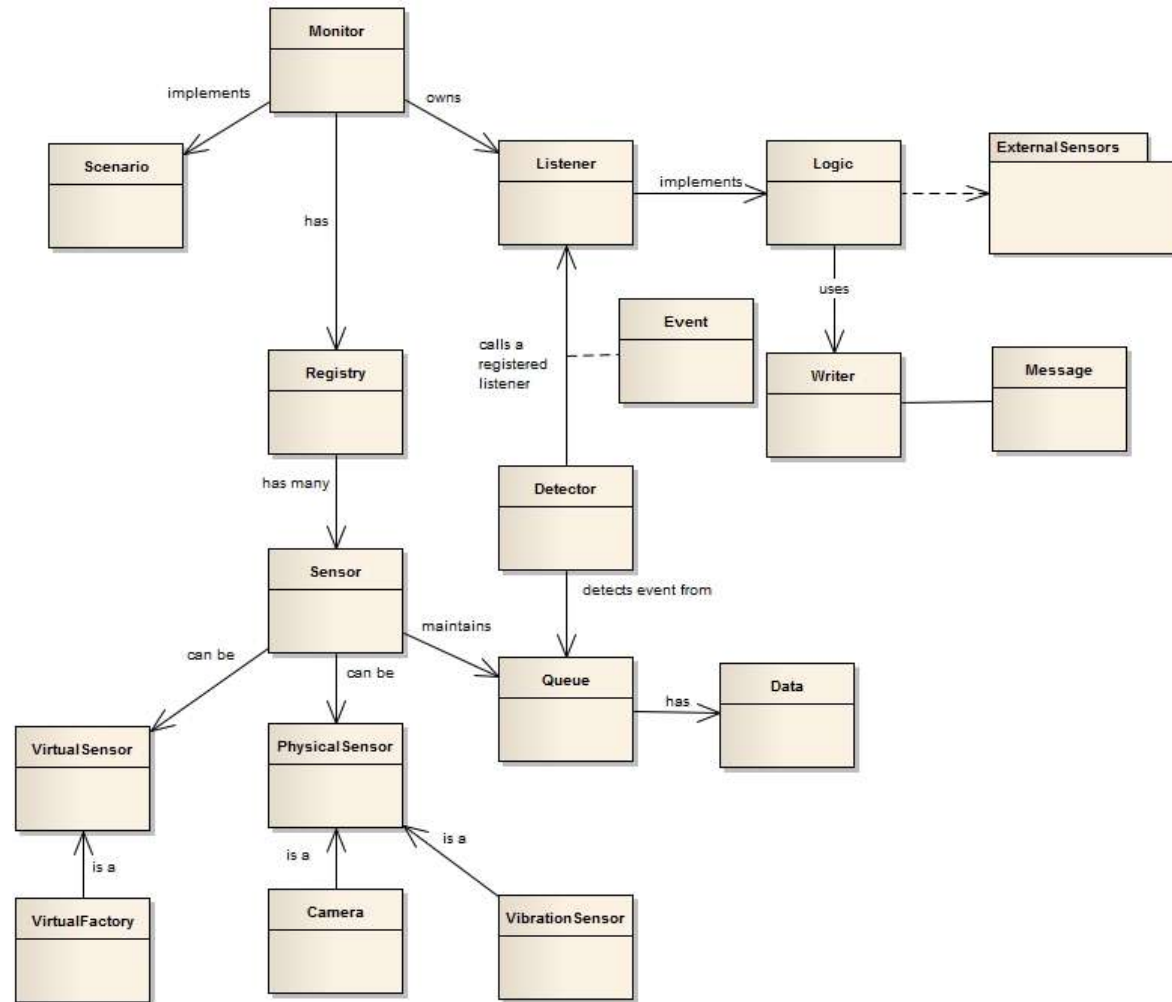 Monitor
implements
owns
Scenario
Listener
implements
Logic
ExternalSensors
has
uses
calls a
registered
listener
Event
Registry
Writer
Message
has many
Detector
Sensor
detects event from
maintains
can be
can be
Queue
has
Data
VirtualSensor
PhysicalSensor
is a
is a
is a
VirtualFactory
Camera
VibrationSensor